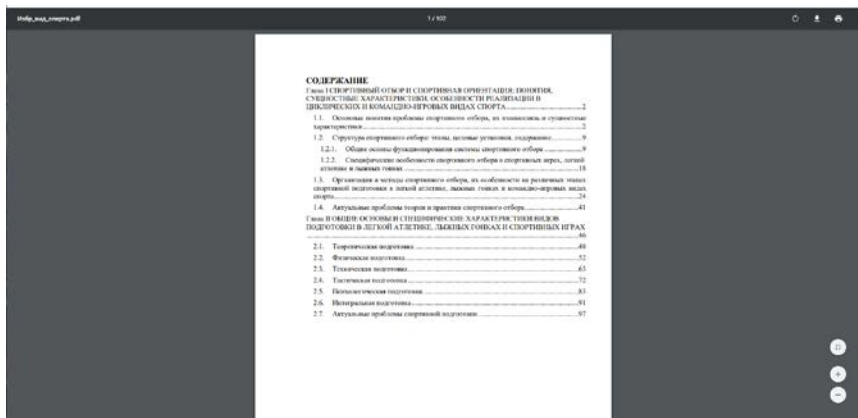 Избр_вид_спорта.pdf
1 / 102
СОДЕРЖАНИЕ
Глава I СПОРТИВНЫЙ ОТБОР И СПОРТИВНАЯ ОРИЕНТАЦИЯ: ПОНЯТИЯ,
СУЩНОСТНЫЕ ХАРАКТЕРИСТИКИ, ОСОБЕННОСТИ РЕАЛИЗАЦИИ В
ЦИКЛИЧЕСКИХ И КОМАНДНО-ИГРОВЫХ ВИДАХ СПОРТА 2
1.1. Основные понятия проблемы спортивного отбора, их взаимосвязь и сущностные
характеристики 2
1.2. Структура спортивного отбора: этапы, целевые установки, содержание 9
1.2.1. Общие основы функционирования системы спортивного отбора 9
1.2.2. Специфические особенности спортивного отбора в спортивных играх, легкой
атлетике и лыжных гонках 18
1.3. Организация и методы спортивного отбора, их особенности на различных этапах
спортивной подготовки в легкой атлетике, лыжных гонках и командно-игровых видах
спорта 24
1.4. Актуальные проблемы теории и практики спортивного отбора 41
Глава II ОБЩИЕ ОСНОВЫ И СПЕЦИФИЧЕСКИЕ ХАРАКТЕРИСТИКИ ВИДОВ
ПОДГОТОВКИ В ЛЕГКОЙ АТЛЕТИКЕ, ЛЫЖНЫХ ГОНКАХ И СПОРТИВНЫХ ИГРАХ
46
2.1. Теоретическая подготовка 48
2.2. Физическая подготовка 52
2.3. Техническая подготовка 63
2.4. Тактическая подготовка 72
2.5. Психологическая подготовка 83
2.6. Интегральная подготовка 91
2.7. Актуальные проблемы спортивной подготовки 97